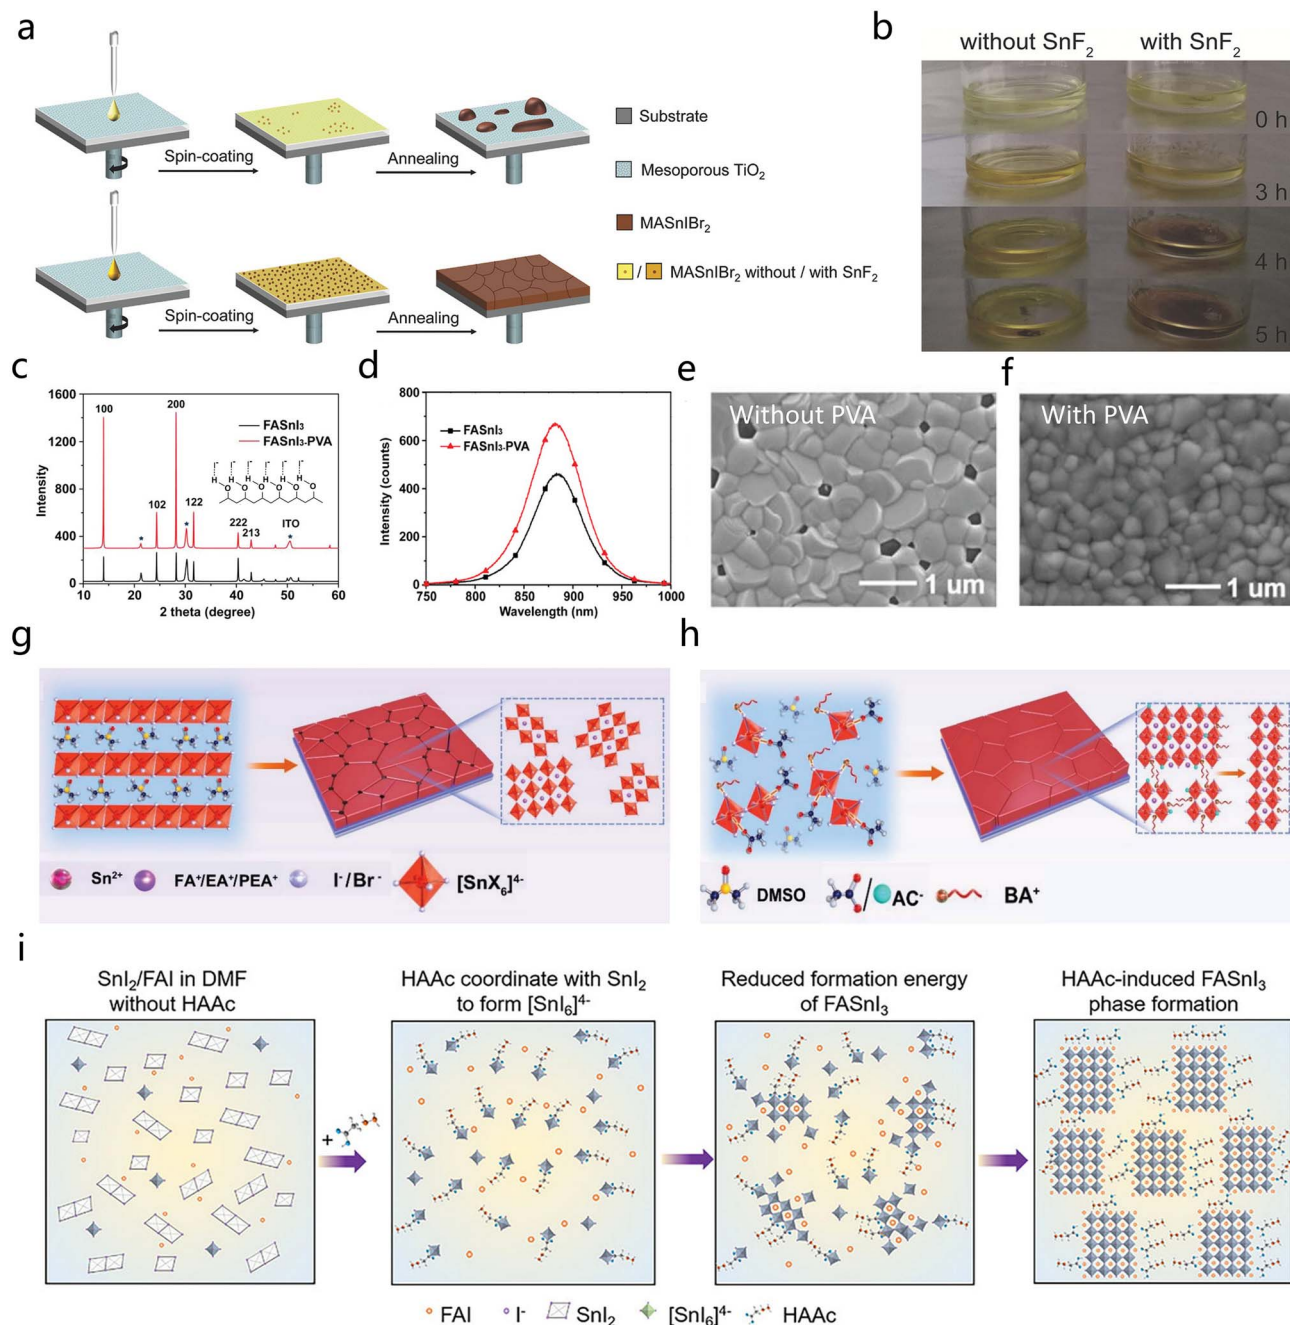 a
Spin-coating
Annealing
Spin-coating
Annealing
Substrate
Mesoporous TiO₂
MASnIBr₂
/ MASnIBr₂ without / with SnF₂
b
without SnF₂ with SnF₂
0 h
3 h
4 h
5 h
c
1600
1200
800
400
0
Intensity
10 20 30 40 50 60
2 theta (degree)
100
102
200
122
222
213
ITO
*
*
*
FASnI₃
FASnI₃-PVA
I⁻ I⁻ I⁻ I⁻ I⁻ I⁻
H H H H H H
O O O O O O
d
800
600
400
200
0
Intensity (counts)
750 800 850 900 950 1000
Wavelength (nm)
FASnI₃
FASnI₃-PVA
e
Without PVA
1 um
f
With PVA
1 um
g
Sn²⁺
FA⁺/EA⁺/PEA⁺
I⁻/Br⁻
[SnX₆]⁴⁻
h
DMSO
/ AC⁻
BA⁺
i
SnI₂/FAI in DMF
without HAAc
HAAc coordinate with SnI₂
to form [SnI₆]⁴⁻
Reduced formation energy
of FASnI₃
HAAc-induced FASnI₃
phase formation
+
FAI
I⁻
SnI₂
[SnI₆]⁴⁻
HAAc